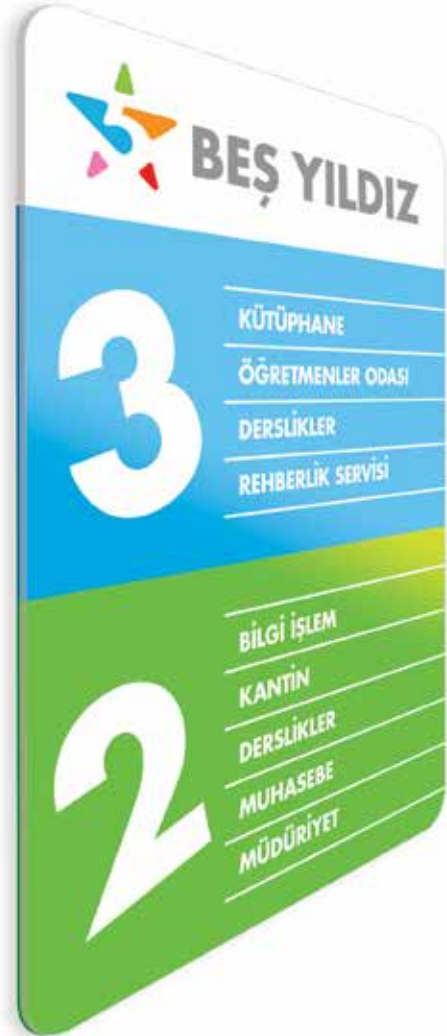 5
BEŞ YILDIZ
3
KÜTÜPHANE
ÖĞRETMENLER ODASI
DERSLİKLER
REHBERLİK SERVİSİ
2
BİLGİ İŞLEM
KANTİN
DERSLİKLER
MUHASEBE
MÜDÜRİYET